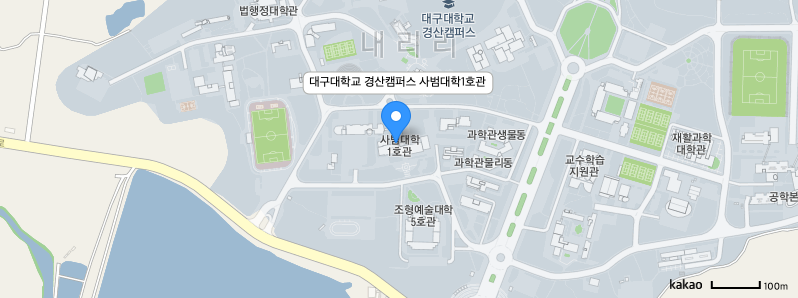 법행정대학관
대구대학교
경산캠퍼스
내리리
대구대학교 경산캠퍼스 사범대학1호관
사범대학
1호관
과학관생물동
과학관물리동
재활과학
대학관
교수학습
지원관
조형예술대학
5호관
공학본
kakao
100m